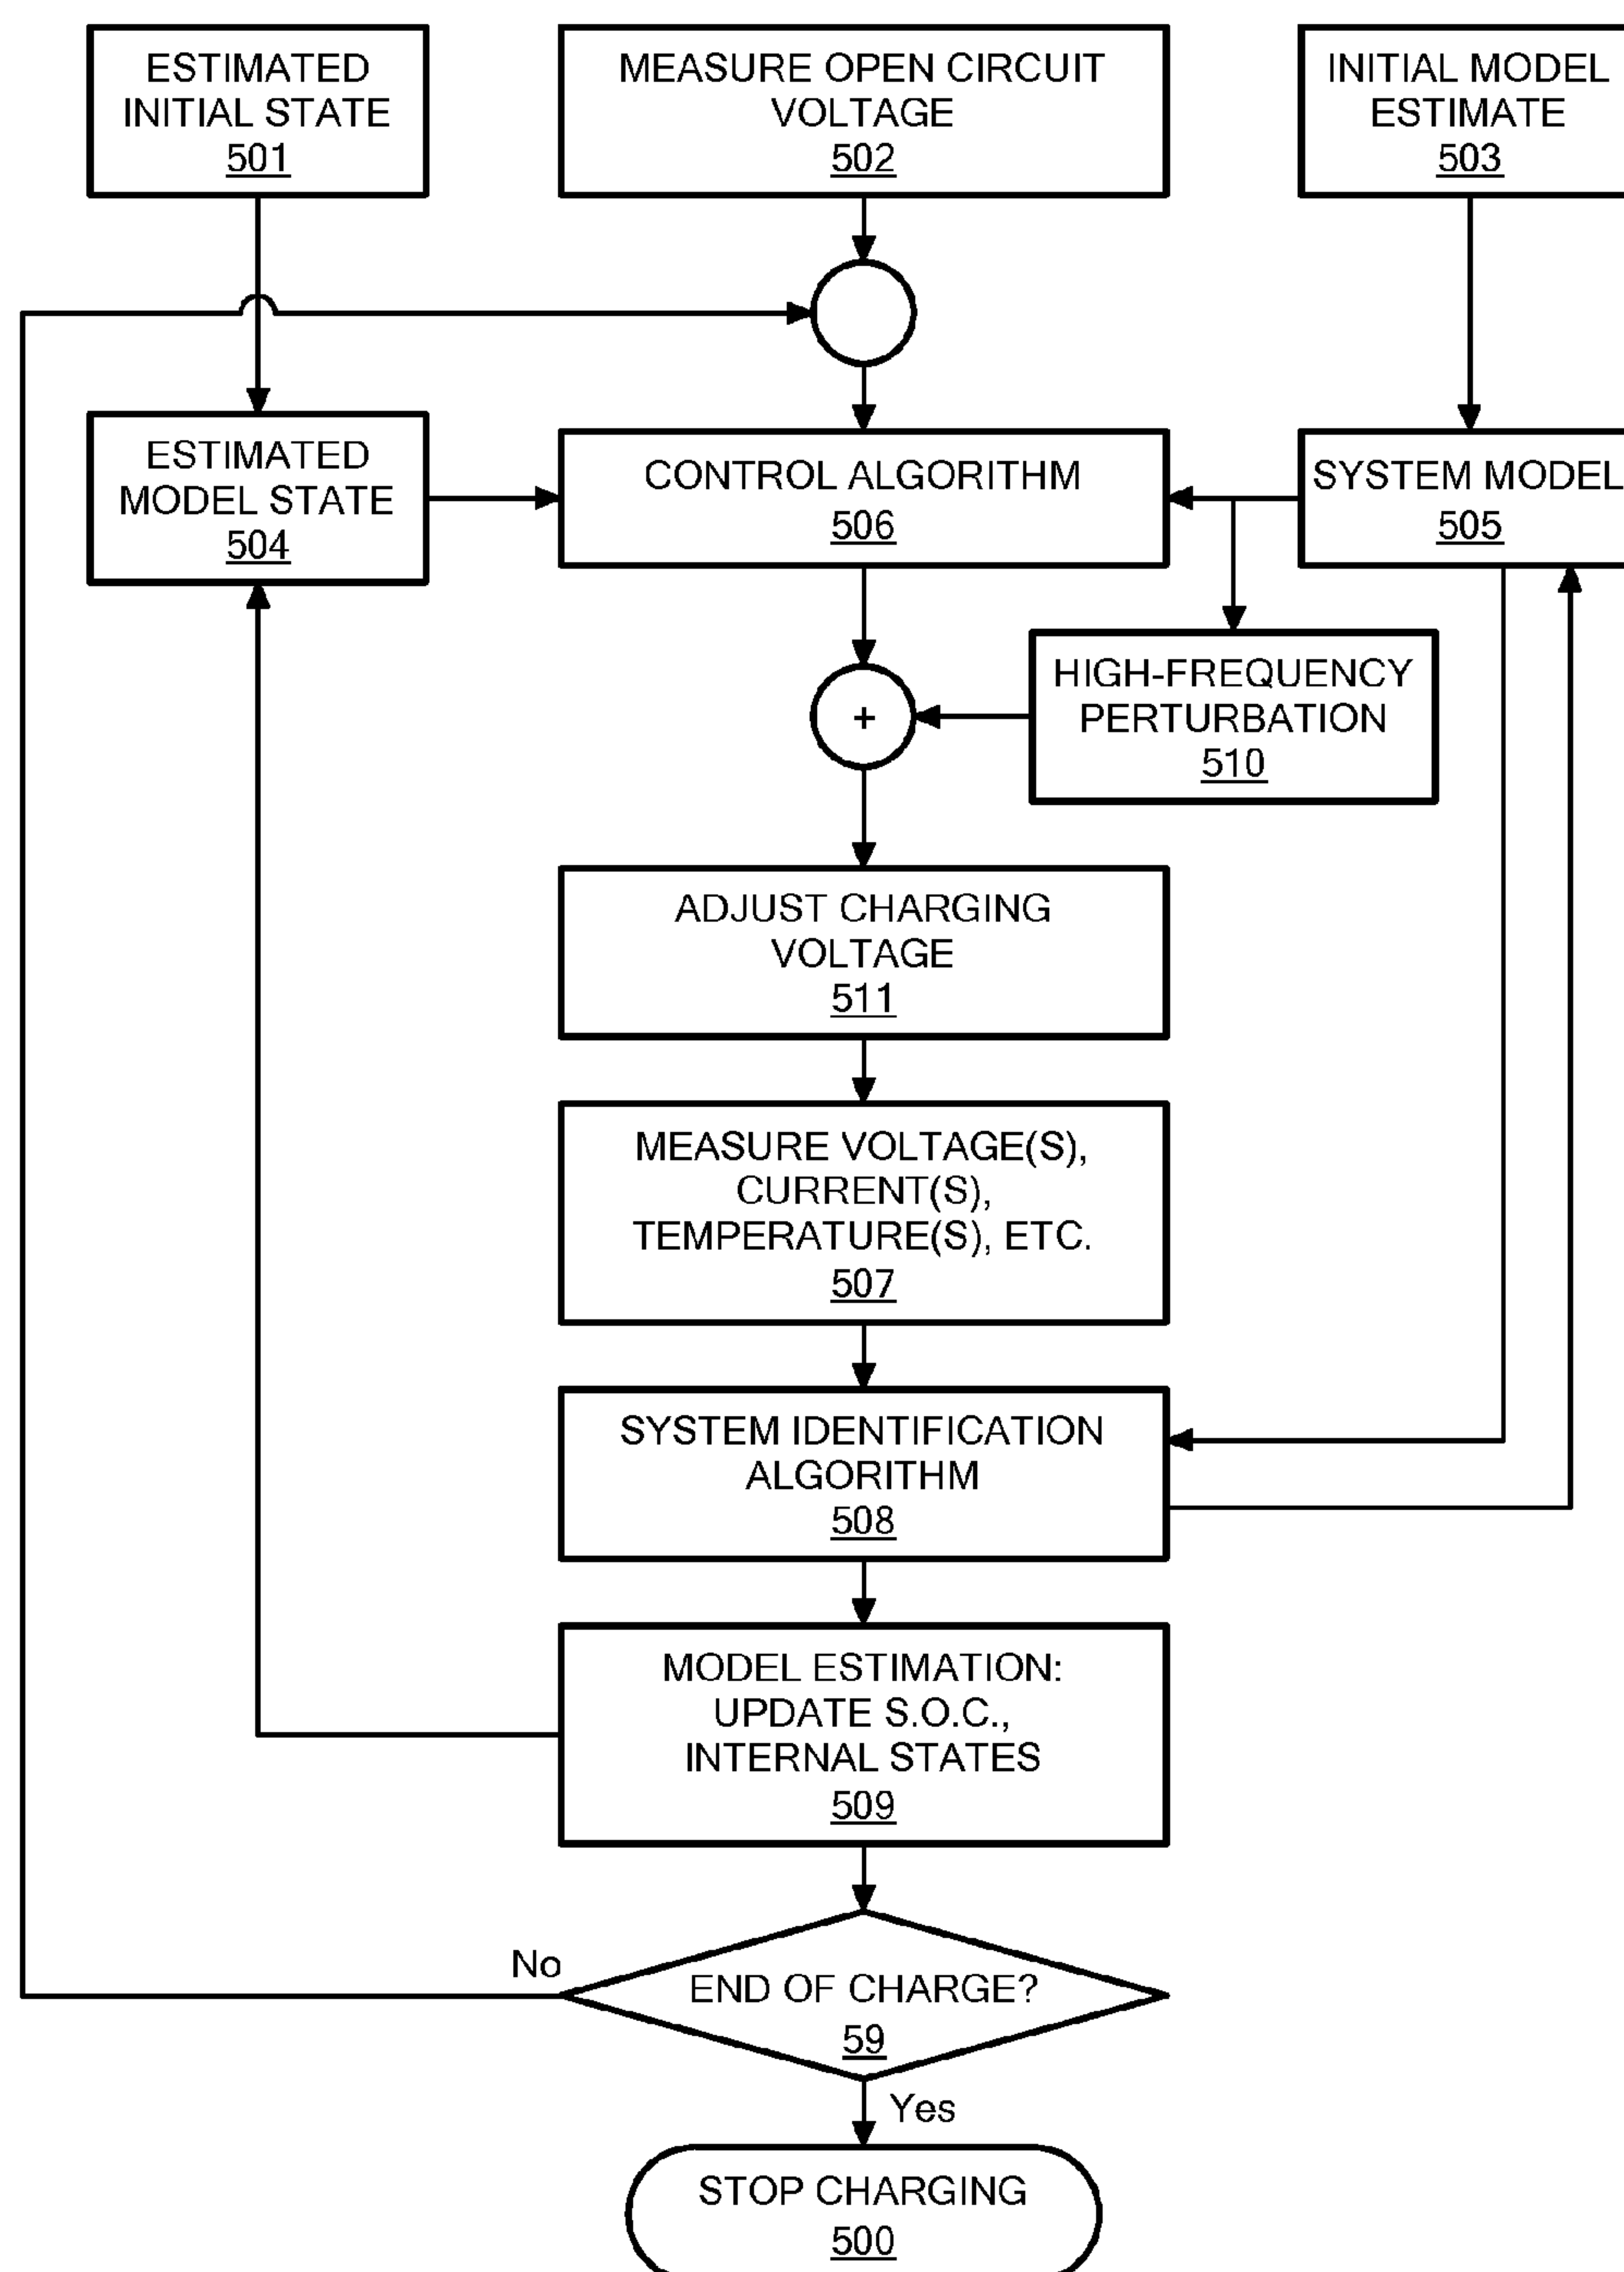 ESTIMATED
INITIAL STATE
501
MEASURE OPEN CIRCUIT
VOLTAGE
502
INITIAL MODEL
ESTIMATE
503
ESTIMATED
MODEL STATE
504
CONTROL ALGORITHM
506
SYSTEM MODEL
505
HIGH-FREQUENCY
PERTURBATION
510
+
ADJUST CHARGING
VOLTAGE
511
MEASURE VOLTAGE(S),
CURRENT(S),
TEMPERATURE(S), ETC.
507
SYSTEM IDENTIFICATION
ALGORITHM
508
MODEL ESTIMATION:
UPDATE S.O.C.,
INTERNAL STATES
509
No
END OF CHARGE?
59
Yes
STOP CHARGING
500